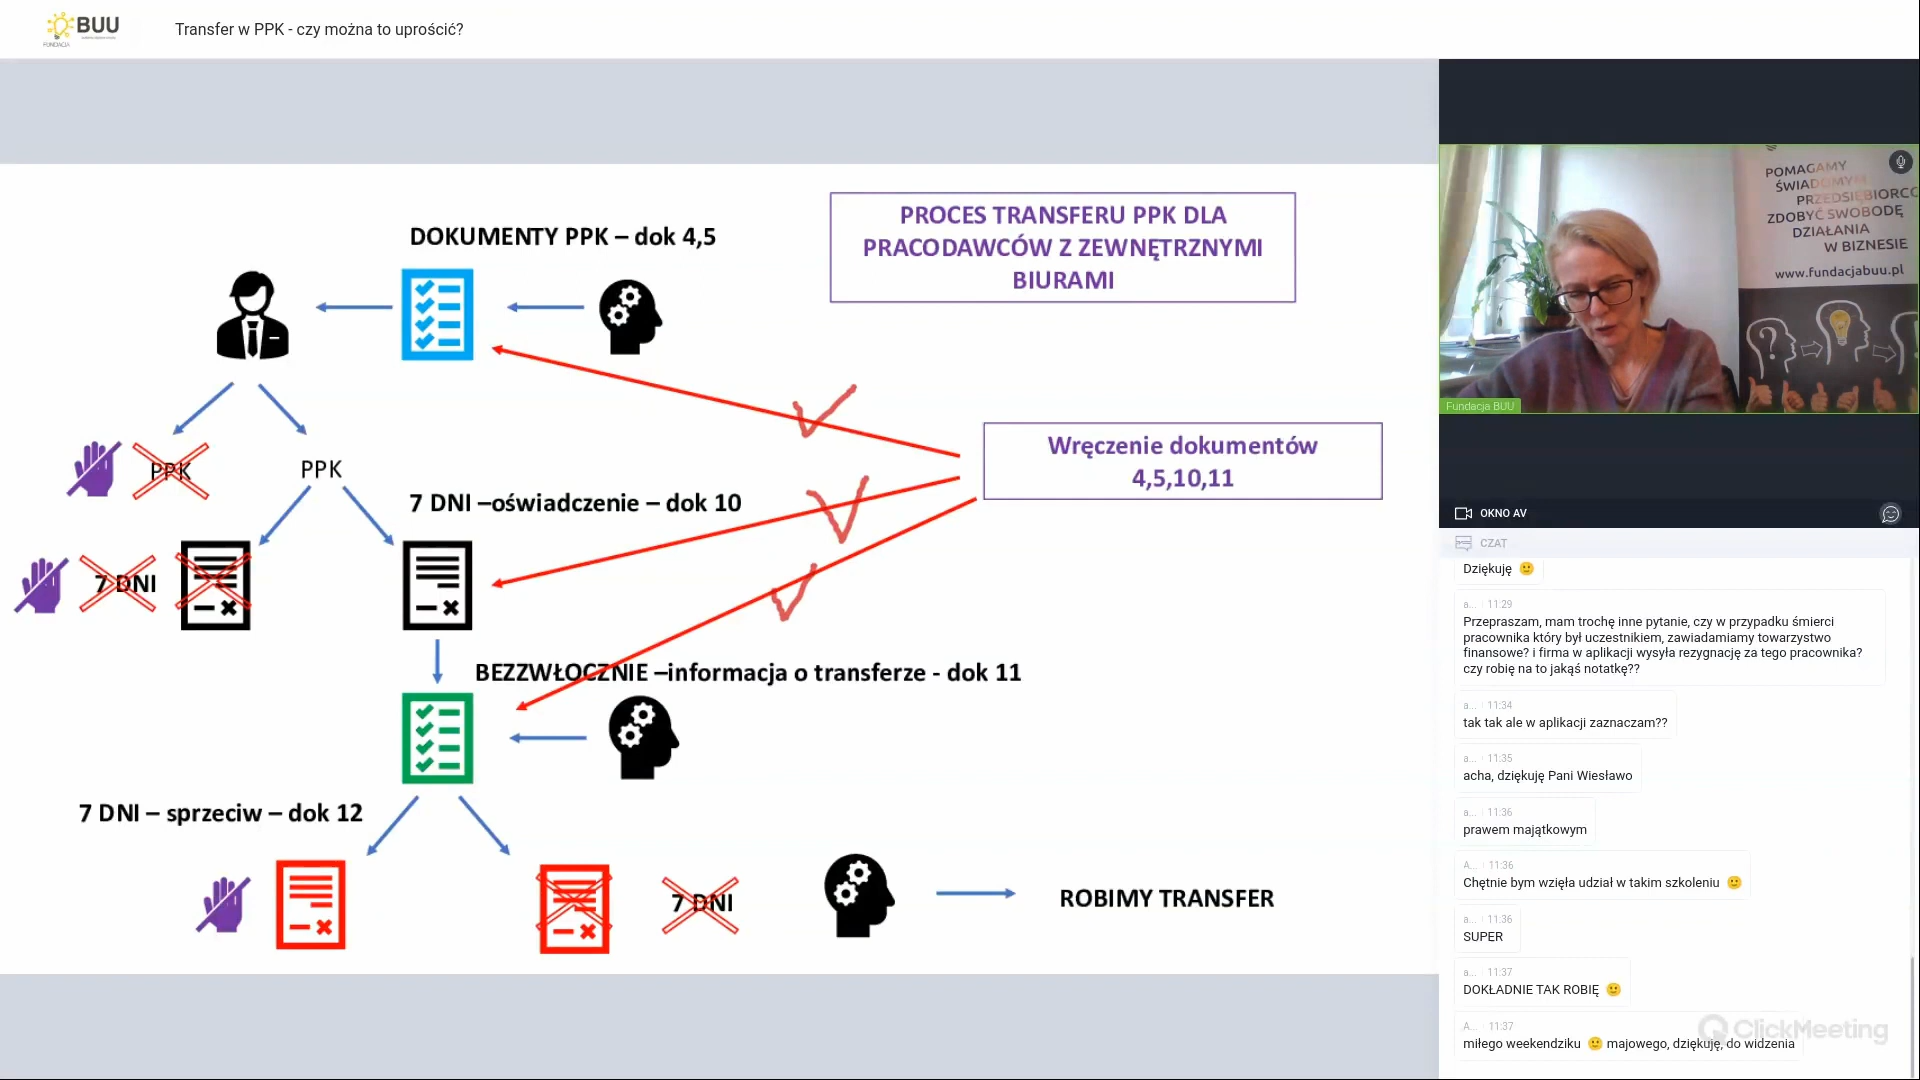 BUU
FUNDACJA
Transfer w PPK - czy można to uprościć?
DOKUMENTY PPK – dok 4,5
PROCES TRANSFERU PPK DLA
PRACODAWCÓW Z ZEWNĘTRZNYMI
BIURAMI
PPK
PPK
Wręczenie dokumentów
4,5,10,11
7 DNI –oświadczenie – dok 10
7 DNI
BEZZWŁOCZNIE –informacja o transferze - dok 11
7 DNI – sprzeciw – dok 12
7 DNI
ROBIMY TRANSFER
POMAGAMY
ŚWIADOMYM
PRZEDSIĘBIORCO
ZDOBYĆ SWOBODĘ
DZIAŁANIA
W BIZNESIE
www.fundacjabuu.pl
Fundacja BUU
OKNO AV
CZAT
Dziękuję 🙂
a... 11:29
Przepraszam, mam trochę inne pytanie, czy w przypadku śmierci
pracownika który był uczestnikiem, zawiadamiamy towarzystwo
finansowe? i firma w aplikacji wysyła rezygnację za tego pracownika?
czy robię na to jakąś notatkę??
a... 11:34
tak tak ale w aplikacji zaznaczam??
a... 11:35
acha, dziękuję Pani Wiesławo
a... 11:36
prawem majątkowym
A... 11:36
Chętnie bym wzięła udział w takim szkoleniu 🙂
a... 11:36
SUPER
a... 11:37
DOKŁADNIE TAK ROBIĘ 🙂
A... 11:37
miłego weekendziku 🙂 majowego, dziękuję, do widzenia
ClickMeeting